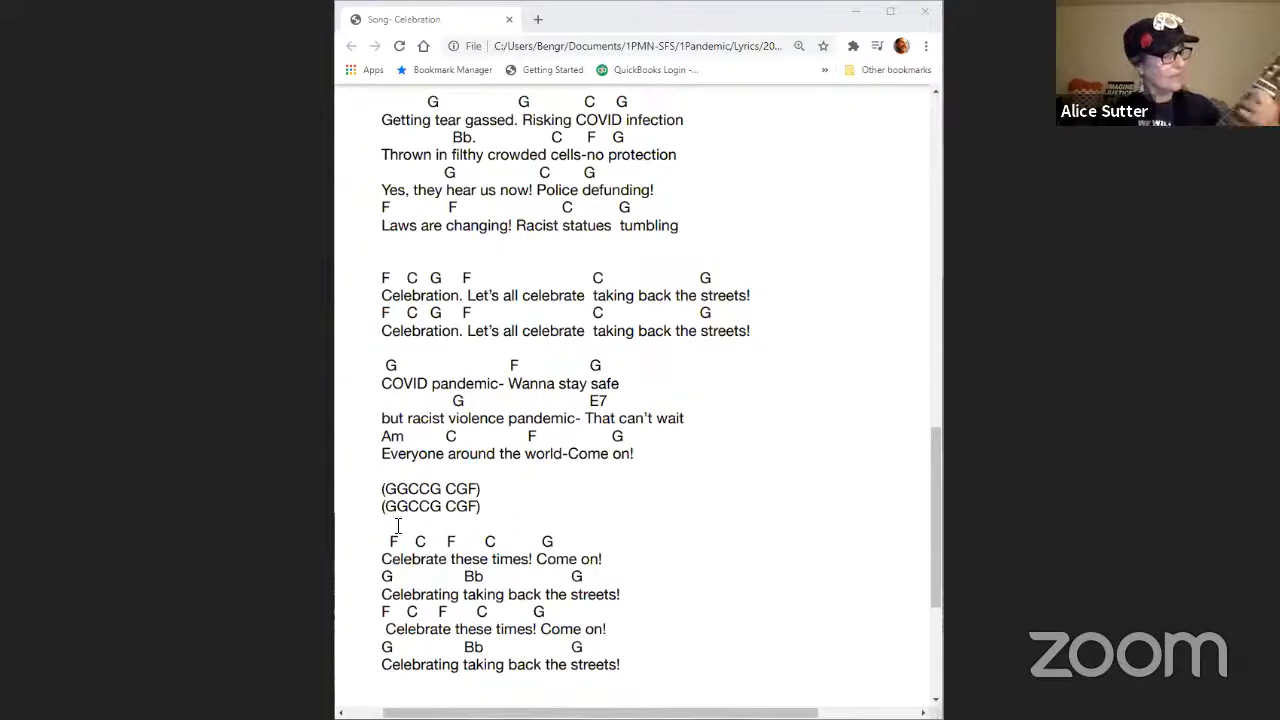 Song- Celebration
File
C:/Users/Bengr/Documents/1PMN-SFS/1Pandemic/Lyrics/20...
Apps
Bookmark Manager
Getting Started
QuickBooks Login -...
»
Other bookmarks
G G C G
Getting tear gassed. Risking COVID infection
Bb. C F G
Thrown in filthy crowded cells-no protection
G C G
Yes, they hear us now! Police defunding!
F F C G
Laws are changing! Racist statues tumbling
F C G F C G
Celebration. Let's all celebrate taking back the streets!
F C G F C G
Celebration. Let's all celebrate taking back the streets!
G F G
COVID pandemic- Wanna stay safe
G E7
but racist violence pandemic- That can't wait
Am C F G
Everyone around the world-Come on!
(GGCCG CGF)
(GGCCG CGF)
F C F C G
Celebrate these times! Come on!
G Bb G
Celebrating taking back the streets!
F C F C G
Celebrate these times! Come on!
G Bb G
Celebrating taking back the streets!
IMAGINE
JUSTICE
WE WILL
Alice Sutter
zoom